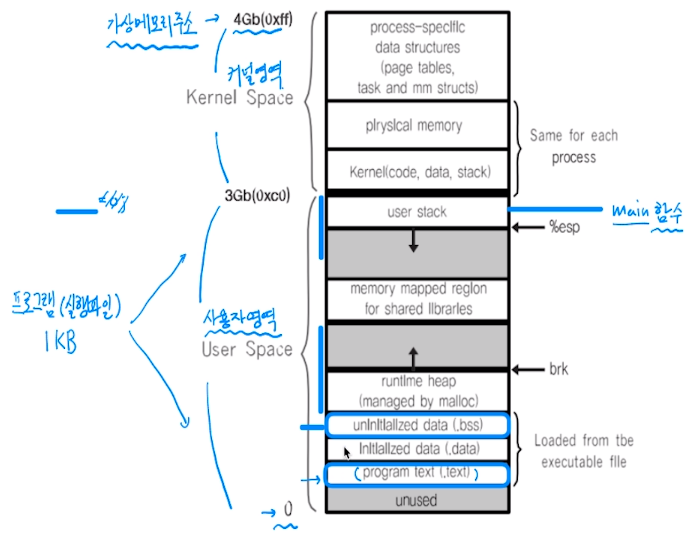 가상메모리주소 → 4Gb(0xff)
커널영역
Kernel Space
process-specific
data structures
(page tables,
task and mm structs)
plryslcal memory
Kernel(code, data, stack)
Same for each
process
3Gb(0xc0)
user stack
main 함수
%esp
프로그램(실행파일)
1KB
사용자영역
User Space
memory mapped region
for shared libraries
brk
runtime heap
(managed by malloc)
uninitialized data (.bss)
Initialized data (.data)
(program text (.text))
Loaded from tbe
executable flle
unused
→ 0